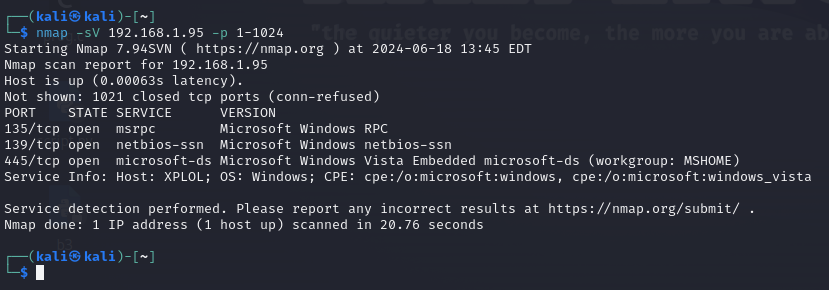 ┌──(kali㉿kali)-[~]
└─$ nmap -sV 192.168.1.95 -p 1-1024 "the quieter you become, the more you are ab
Starting Nmap 7.94SVN ( https://nmap.org ) at 2024-06-18 13:45 EDT
Nmap scan report for 192.168.1.95
Host is up (0.00063s latency).
Not shown: 1021 closed tcp ports (conn-refused)
PORT    STATE SERVICE      VERSION
135/tcp open  msrpc        Microsoft Windows RPC
139/tcp open  netbios-ssn  Microsoft Windows netbios-ssn
445/tcp open  microsoft-ds Microsoft Windows Vista Embedded microsoft-ds (workgroup: MSHOME)
Service Info: Host: XPLOL; OS: Windows; CPE: cpe:/o:microsoft:windows, cpe:/o:microsoft:windows_vista
Service detection performed. Please report any incorrect results at https://nmap.org/submit/ .
Nmap done: 1 IP address (1 host up) scanned in 20.76 seconds
┌──(kali㉿kali)-[~]
└─$